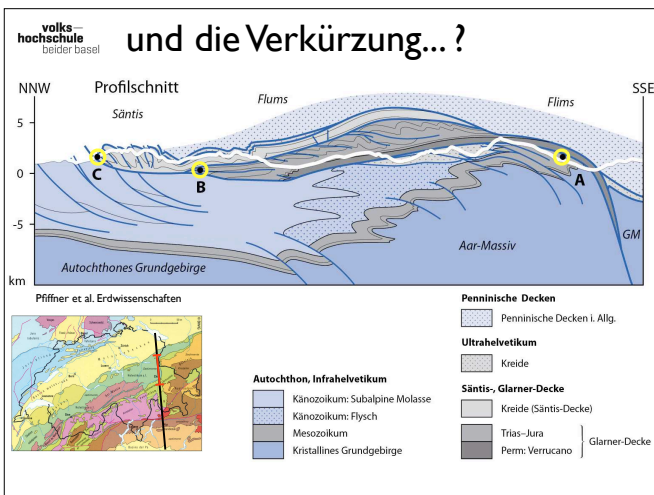 volks—
hochschule
beider basel
und die Verkürzung... ?
NNW
Profilschnitt
SSE
Säntis
Flums
Flims
5
0
-5
km
C
B
A
Aar-Massiv
GM
Autochthones Grundgebirge
Pfiffner et al. Erdwissenschaften
Penninische Decken
Penninische Decken i. Allg.
Ultrahelvetikum
Kreide
Autochthon, Infrahelvetikum
Känozoikum: Subalpine Molasse
Känozoikum: Flysch
Mesozoikum
Kristallines Grundgebirge
Säntis-, Glarner-Decke
Kreide (Säntis-Decke)
Trias–Jura
Perm: Verrucano
Glarner-Decke